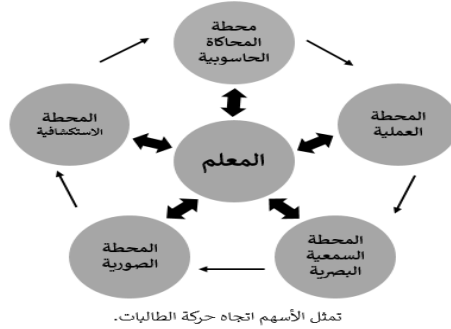 محطة
المحاكاة
الحاسوبية
المحطة
العملية
المحطة
السمعية
البصرية
المحطة
الصورية
المحطة
الاستكشافية
المعلم
تمثل الأسهم اتجاه حركة الطالبات.